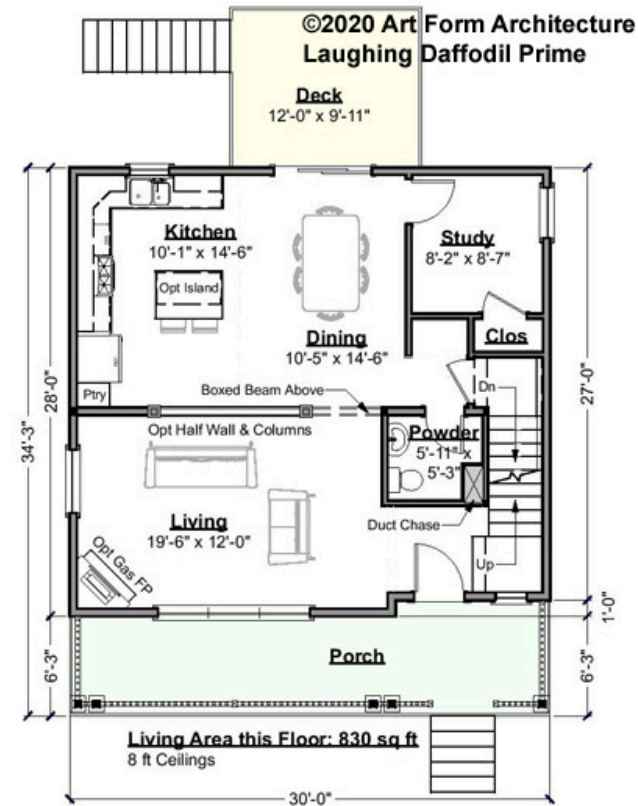 ©2020 Art Form Architecture
Laughing Daffodil Prime
Deck
12'-0" x 9'-11"
Kitchen
10'-1" x 14'-6"
Study
8'-2" x 8'-7"
Opt Island
Dining
10'-5" x 14'-6"
Clos
Ptry
Boxed Beam Above
Dn
28'-0"
27'-0"
34'-3"
Opt Half Wall & Columns
Powder
5'-11" x
5'-3"
Living
19'-6" x 12'-0"
Duct Chase
Opt Gas FP
Up
1'-0"
Porch
6'-3"
6'-3"
Living Area this Floor: 830 sq ft
8 ft Ceilings
30'-0"